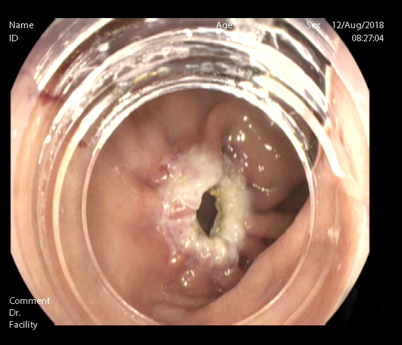 Name Age Sex 12/Aug/2018
ID 08:27:04
Comment
Dr.
Facility